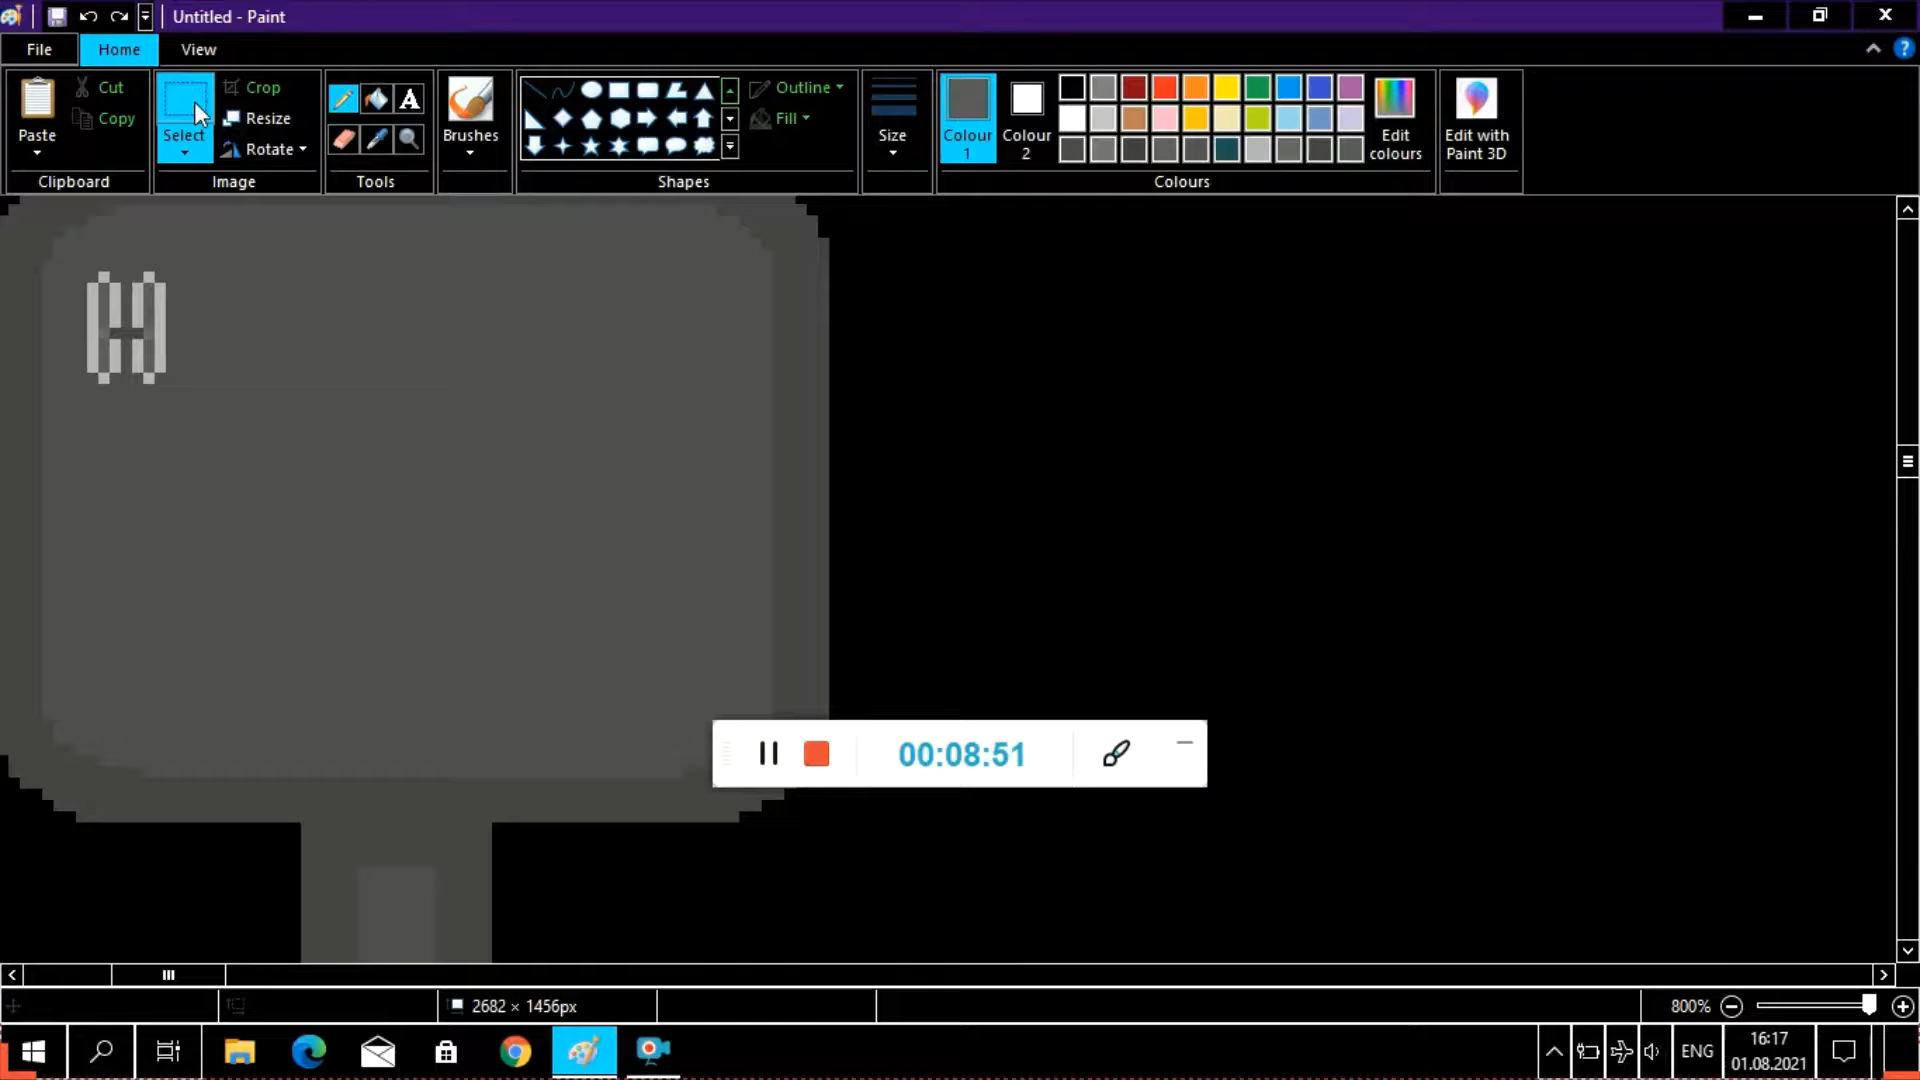 Untitled - Paint
File Home View
Paste
Cut
Copy
Clipboard
Select
Crop
Resize
Rotate
Image
A
Tools
Brushes
Outline
Fill
Shapes
Size
Colour 1
Colour 2
Edit colours
Colours
Edit with Paint 3D
H
00:08:51
2682 × 1456px
800%
ENG
16:17
01.08.2021